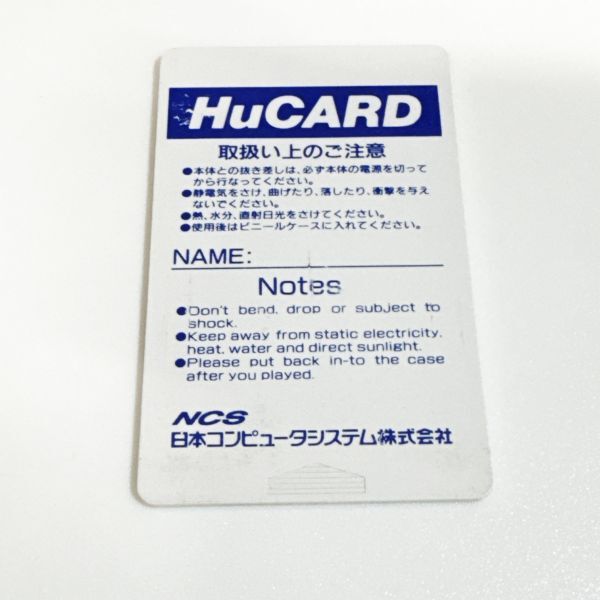 HuCARD
取扱い上のご注意
●本体との抜き差しは、必ず本体の電源を切って
から行なってください。
●静電気をさけ、曲げたり、落したり、衝撃を与え
ないでください。
●熱、水分、直射日光をさけてください。
●使用後はビニールケースに入れてください。
NAME:
Notes
●Don't bend, drop or subject to
shock.
●Keep away from static electricity,
heat, water and direct sunlight.
●Please put back in-to the case
after you played.
NCS
日本コンピュータシステム株式会社